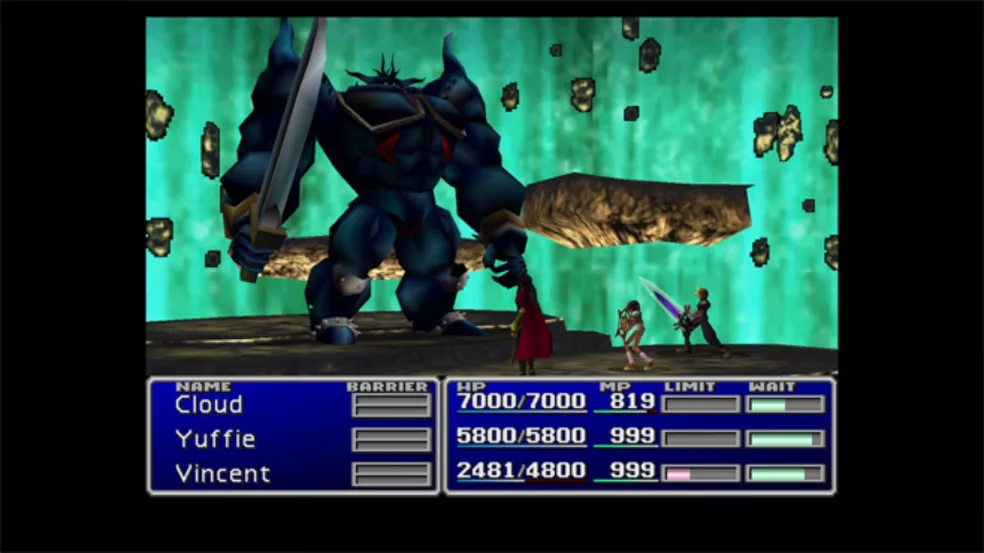 NAME BARRIER HP MP LIMIT WAIT
Cloud 7000/7000 819
Yuffie 5800/5800 999
Vincent 2481/4800 999